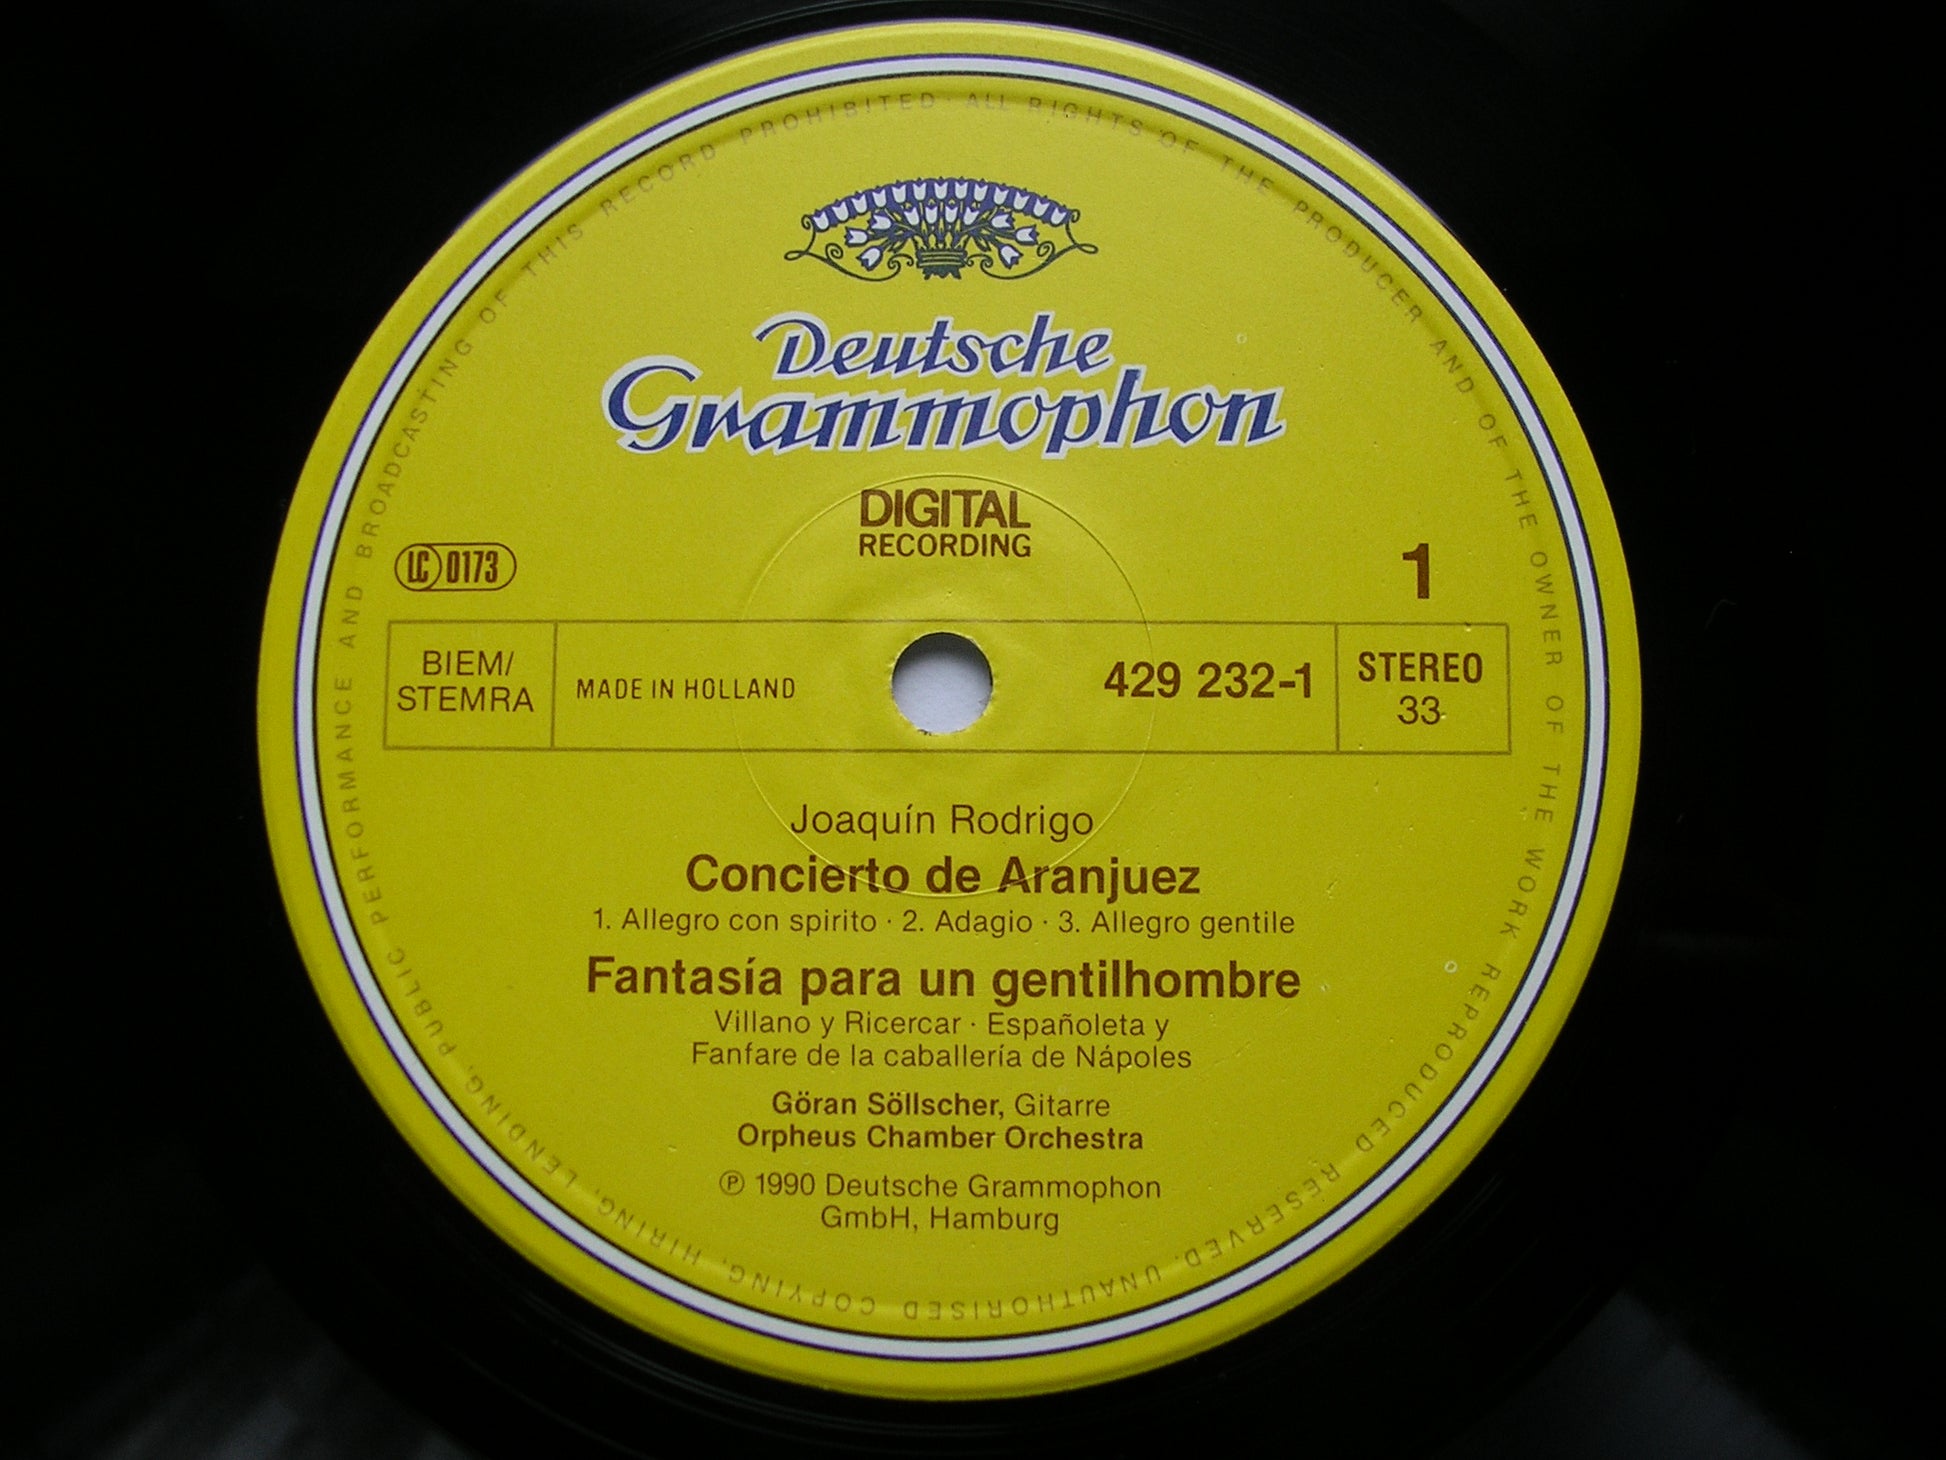 PERFORMANCE AND BROADCASTING OF THIS RECORD PROHIBITED · ALL RIGHTS OF THE PRODUCER AND OF THE OWNER OF THE WORK REPRODUCED RESERVED. UNAUTHORISED COPYING, HIRING, LENDING, PUBLIC
Deutsche
Grammophon
DIGITAL
RECORDING
LC 0173
1
BIEM/
STEMRA
MADE IN HOLLAND
429 232-1
STEREO
33
Joaquín Rodrigo
Concierto de Aranjuez
1. Allegro con spirito · 2. Adagio · 3. Allegro gentile
Fantasía para un gentilhombre
Villano y Ricercar · Españoleta y
Fanfare de la caballería de Nápoles
Göran Söllscher, Gitarre
Orpheus Chamber Orchestra
℗ 1990 Deutsche Grammophon
GmbH, Hamburg